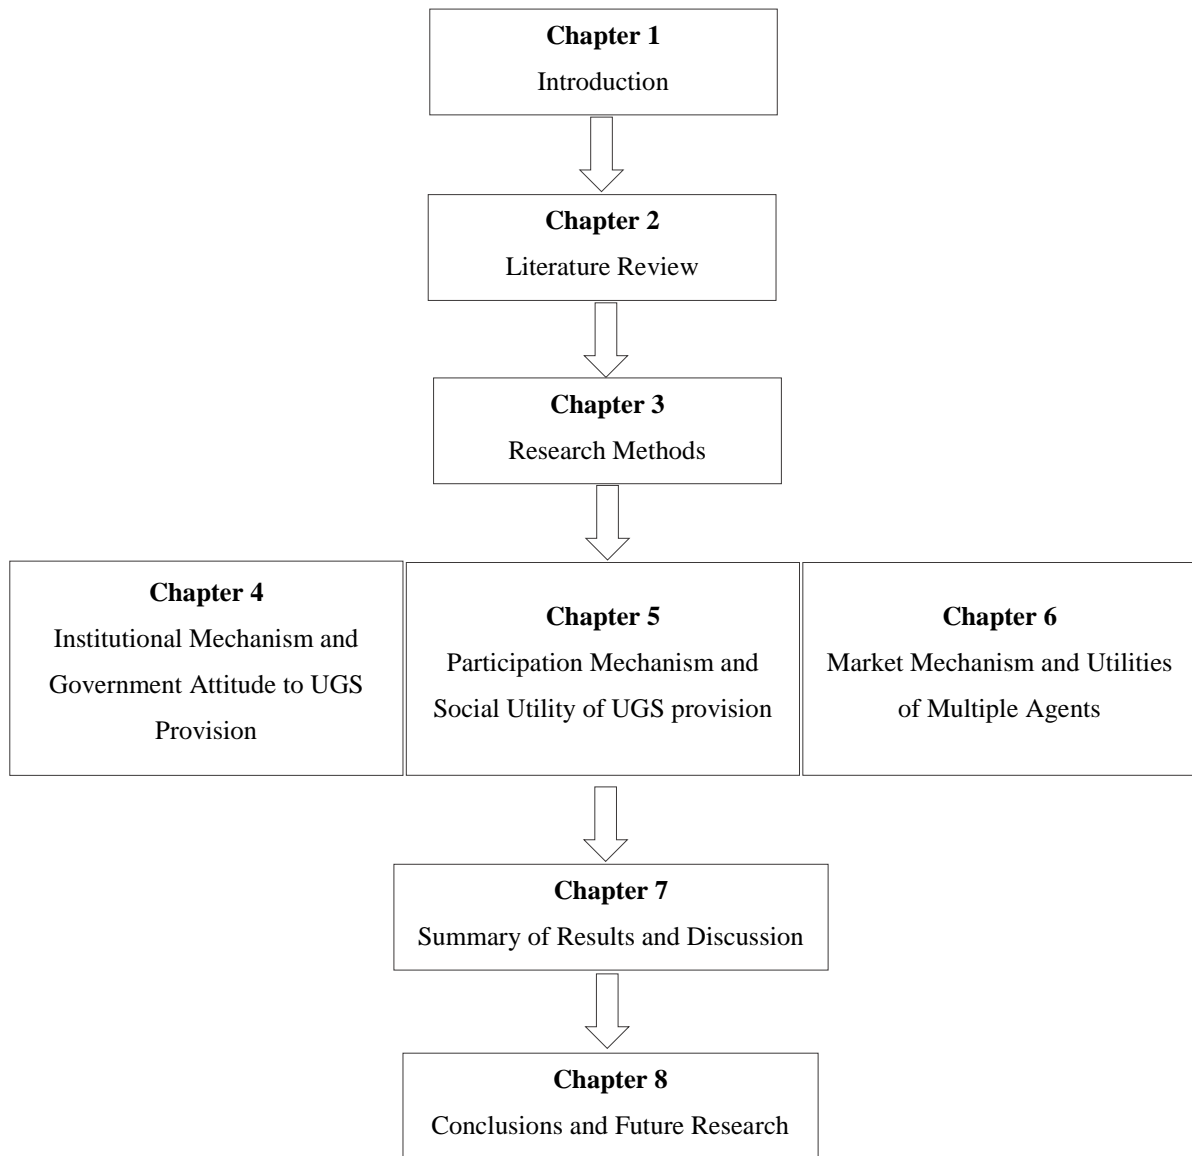 Chapter 1
Introduction
Chapter 2
Literature Review
Chapter 3
Research Methods
Chapter 4
Institutional Mechanism and
Government Attitude to UGS
Provision
Chapter 5
Participation Mechanism and
Social Utility of UGS provision
Chapter 6
Market Mechanism and Utilities
of Multiple Agents
Chapter 7
Summary of Results and Discussion
Chapter 8
Conclusions and Future Research